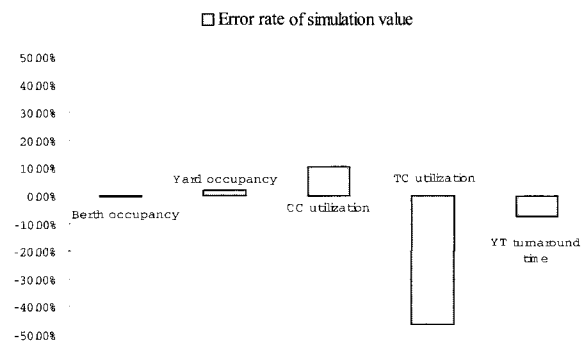 Error rate of simulation value
50.00%
40.00%
30.00%
20.00%
10.00%
0.00%
-10.00%
-20.00%
-30.00%
-40.00%
-50.00%
Berth occupancy
Yard occupancy
CC utilization
TC utilization
YT turnaround
time